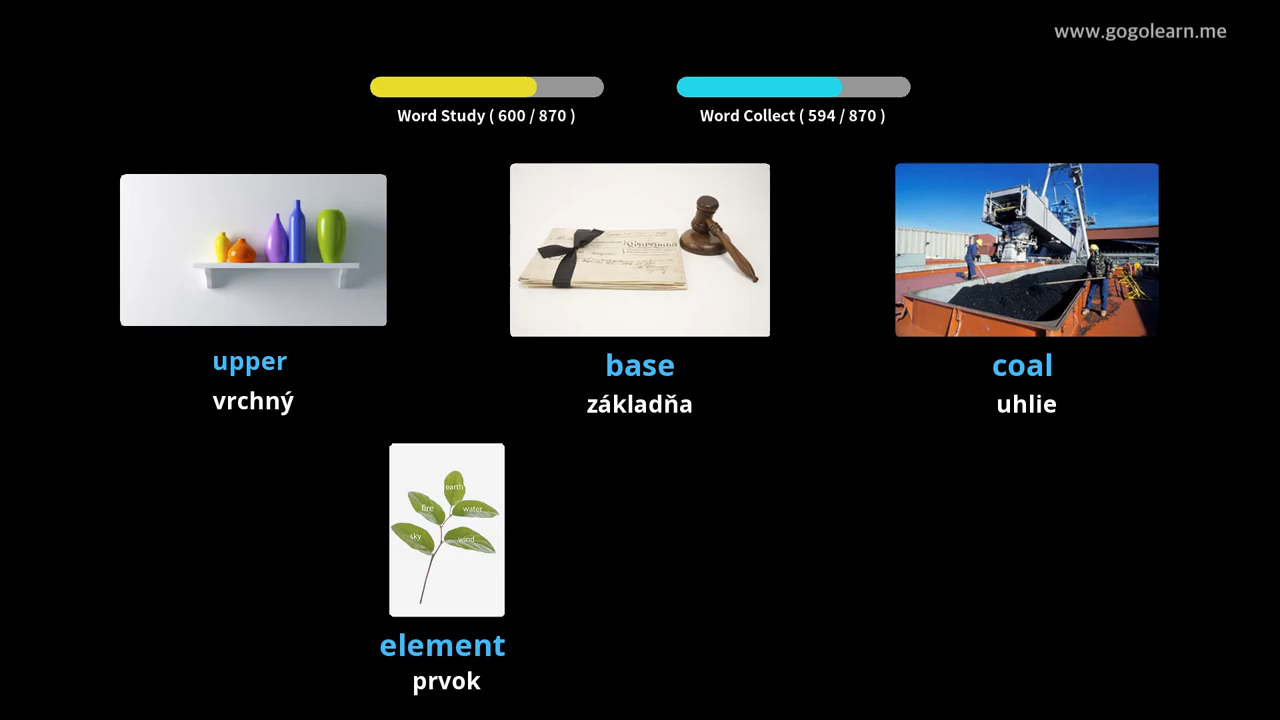 www.gogolearn.me
Word Study ( 600 / 870 )
Word Collect ( 594 / 870 )
upper
vrchný
base
základňa
coal
uhlie
earth
fire
water
sky
wind
element
prvok